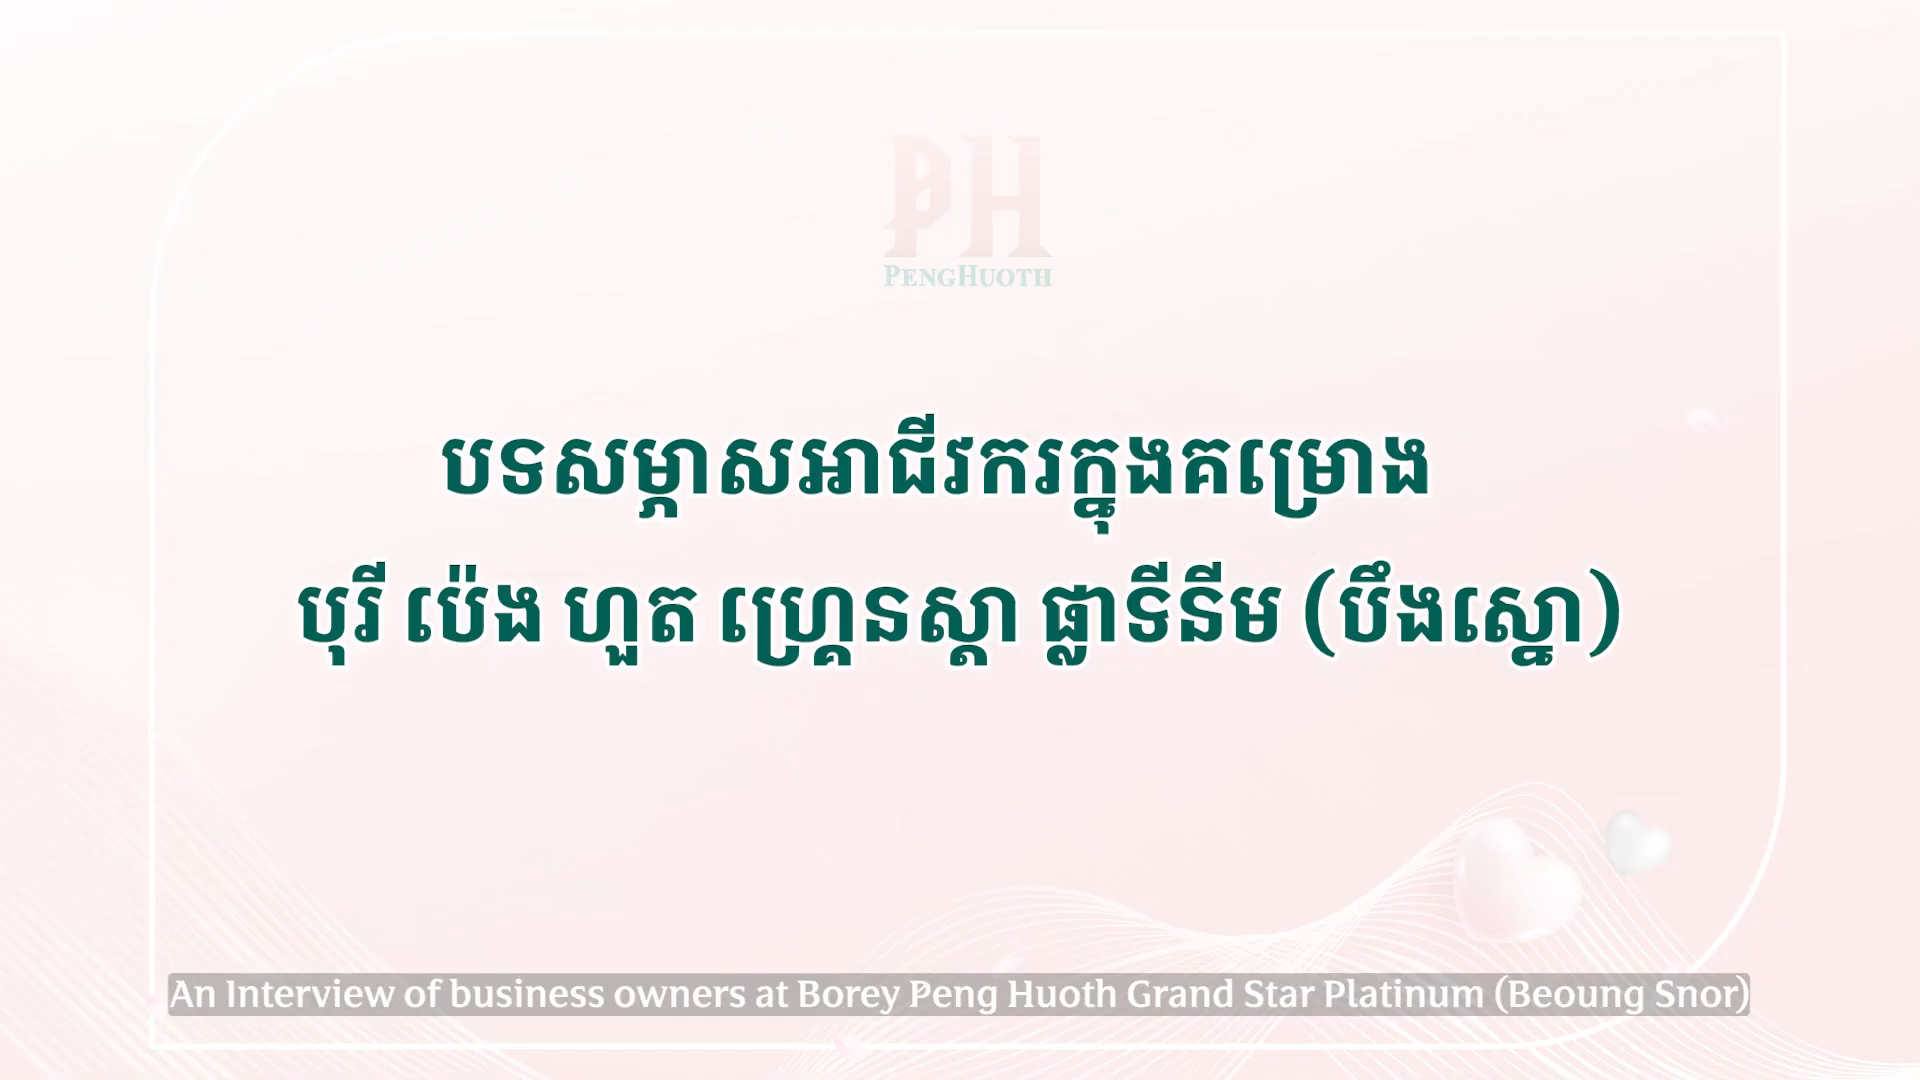 PH
PENGHUOTH
បទសម្ភាសអាជីវករក្នុងគម្រោង
បុរី ប៉េង ហួត ហ្គ្រេនស្តា ផ្លាទីនីម (បឹងស្នោ)
An Interview of business owners at Borey Peng Huoth Grand Star Platinum (Beoung Snor)